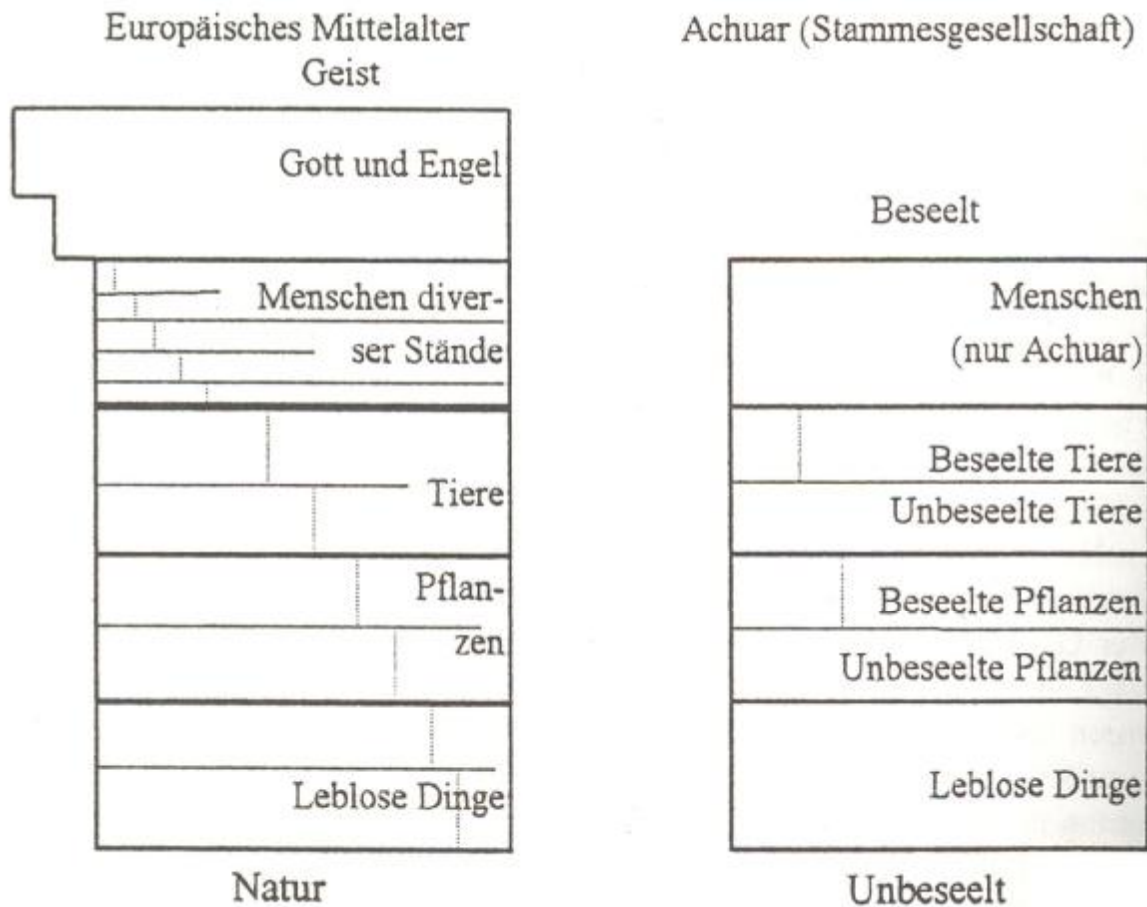 Europäisches Mittelalter
Geist
Gott und Engel
Menschen diver-
ser Stände
Tiere
Pflan-
zen
Leblose Dinge
Natur
Achuar (Stammesgesellschaft)
Beseelt
Menschen
(nur Achuar)
Beseelte Tiere
Unbeseelte Tiere
Beseelte Pflanzen
Unbeseelte Pflanzen
Leblose Dinge
Unbeseelt